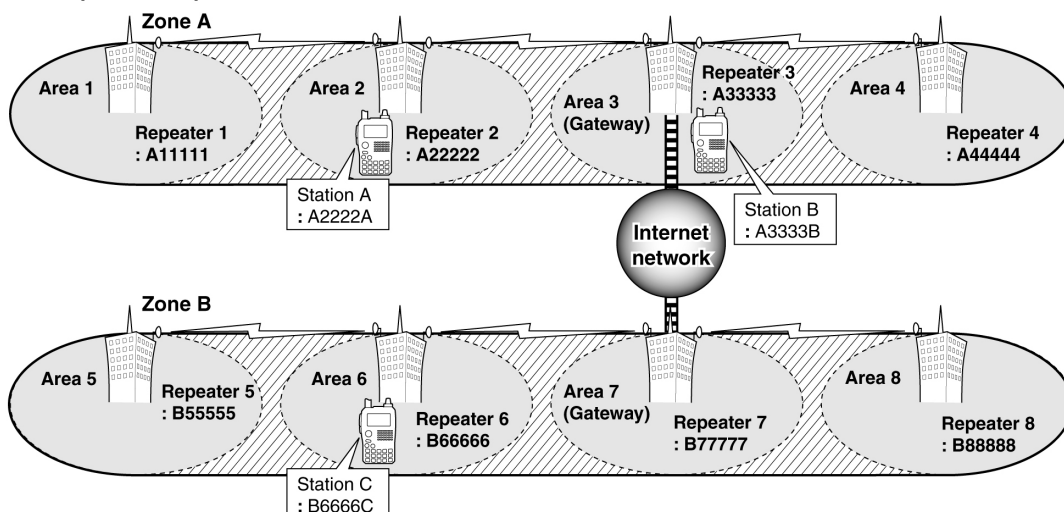 Zone A
Area 1
Repeater 1
: A11111
Area 2
Repeater 2
: A22222
Station A
: A2222A
Area 3
(Gateway)
Repeater 3
: A33333
Station B
: A3333B
Area 4
Repeater 4
: A44444
Internet
network
Zone B
Area 5
Repeater 5
: B55555
Area 6
Repeater 6
: B66666
Station C
: B6666C
Area 7
(Gateway)
Repeater 7
: B77777
Area 8
Repeater 8
: B88888